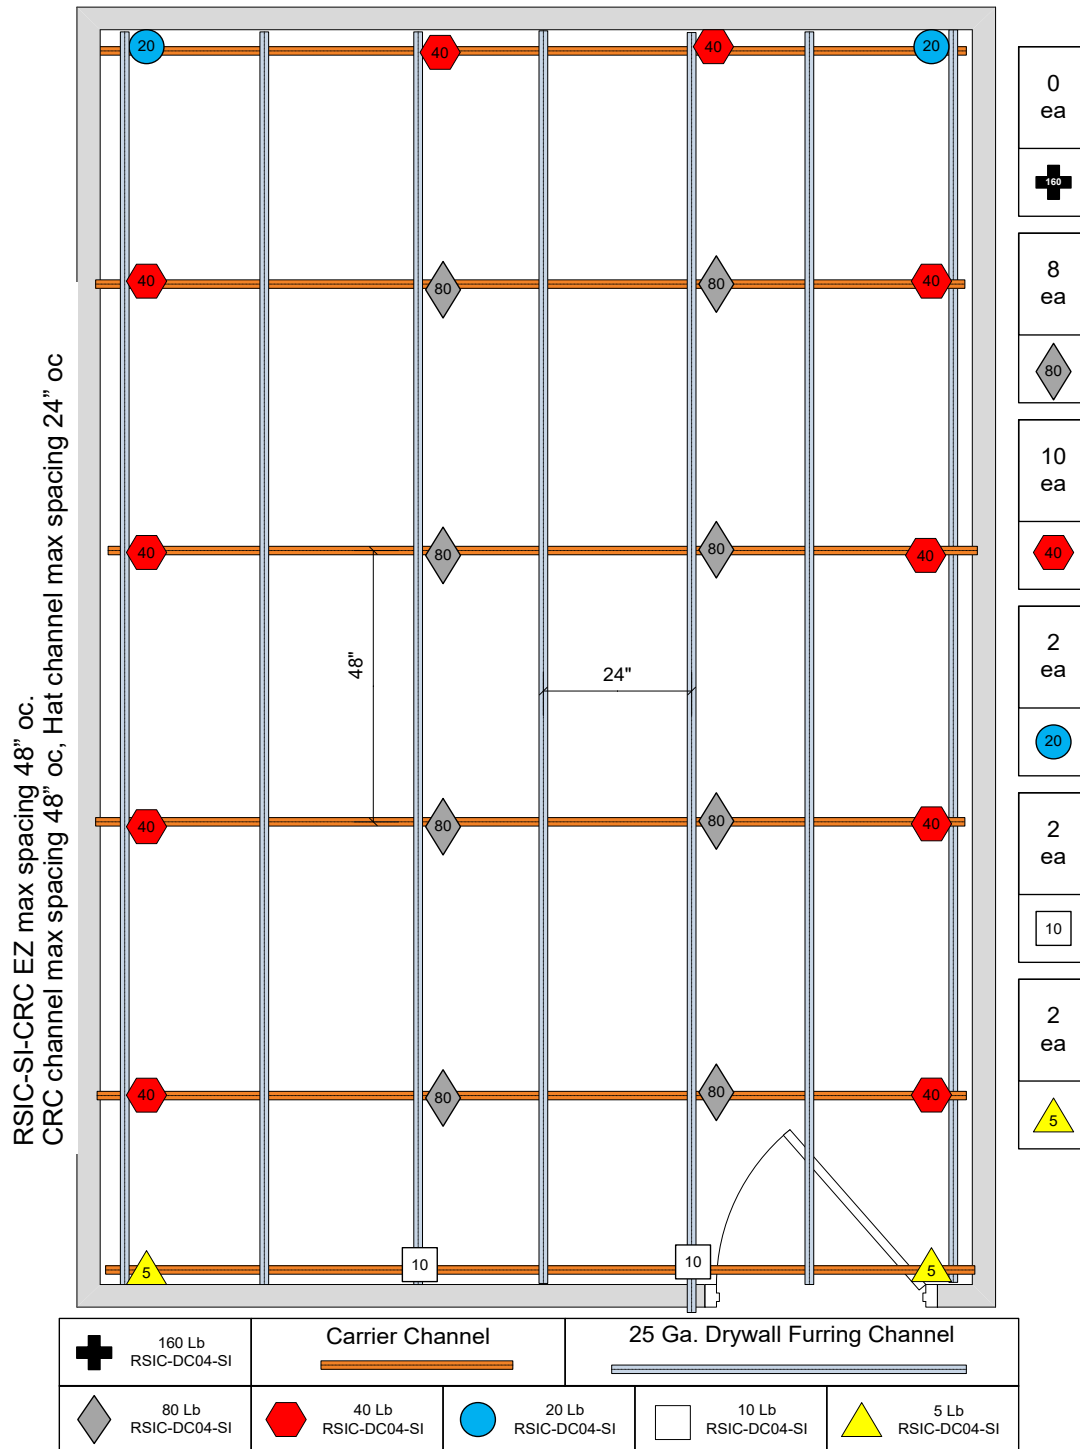 20
40
40
20
0
ea
160
40
80
80
40
8
ea
80
10
ea
40
40
80
80
40
48"
24"
2
ea
20
RSIC-SI-CRC EZ max spacing 48” oc.
CRC channel max spacing 48” oc, Hat channel max spacing 24” oc
40
80
80
40
2
ea
10
2
ea
5
40
80
80
40
5
10
10
5
160 Lb
RSIC-DC04-SI
Carrier Channel
25 Ga. Drywall Furring Channel
80 Lb
RSIC-DC04-SI
40 Lb
RSIC-DC04-SI
20 Lb
RSIC-DC04-SI
10 Lb
RSIC-DC04-SI
5 Lb
RSIC-DC04-SI